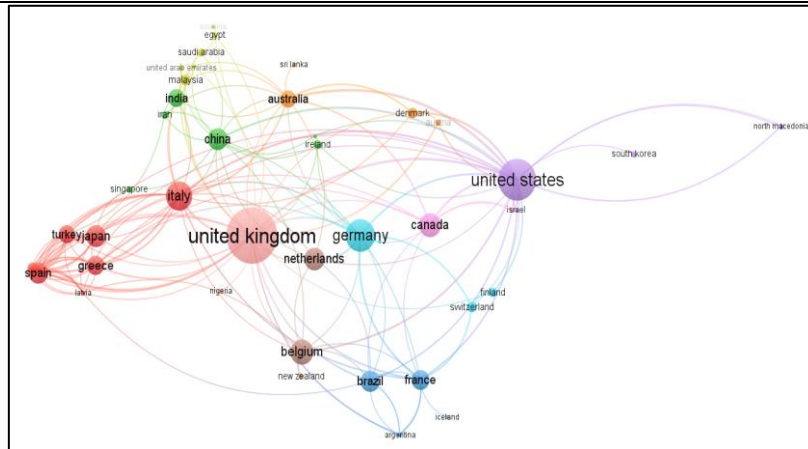 egypt
saudi arabia
united arab emirates
malaysia
sri lanka
india
australia
iran
denmark
austria
china
ireland
north macedonia
south korea
singapore
italy
united states
israel
turkey
japan
united kingdom
germany
canada
netherlands
spain
greece
latvia
nigeria
finland
switzerland
belgium
new zealand
brazil
france
iceland
argentina